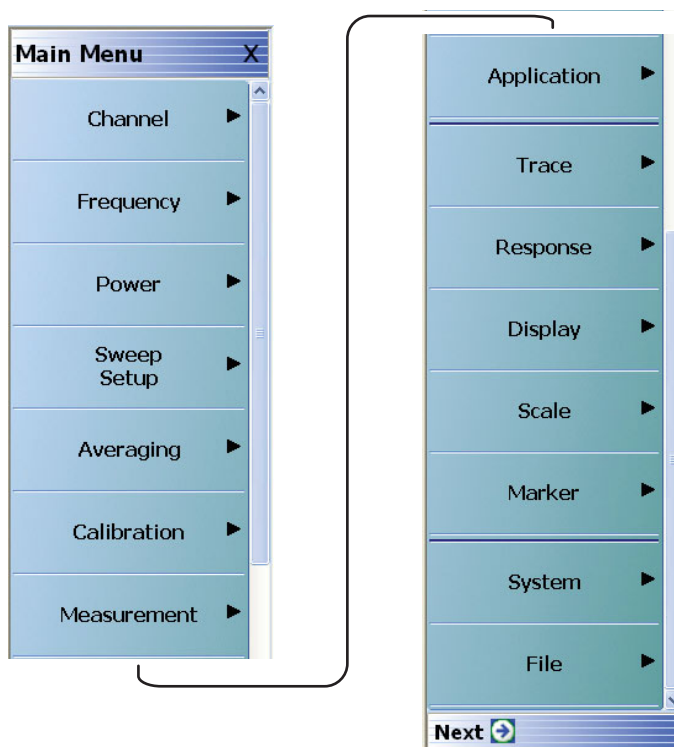 Main Menu X
Channel
Frequency
Power
Sweep
Setup
Averaging
Calibration
Measurement
Application
Trace
Response
Display
Scale
Marker
System
File
Next